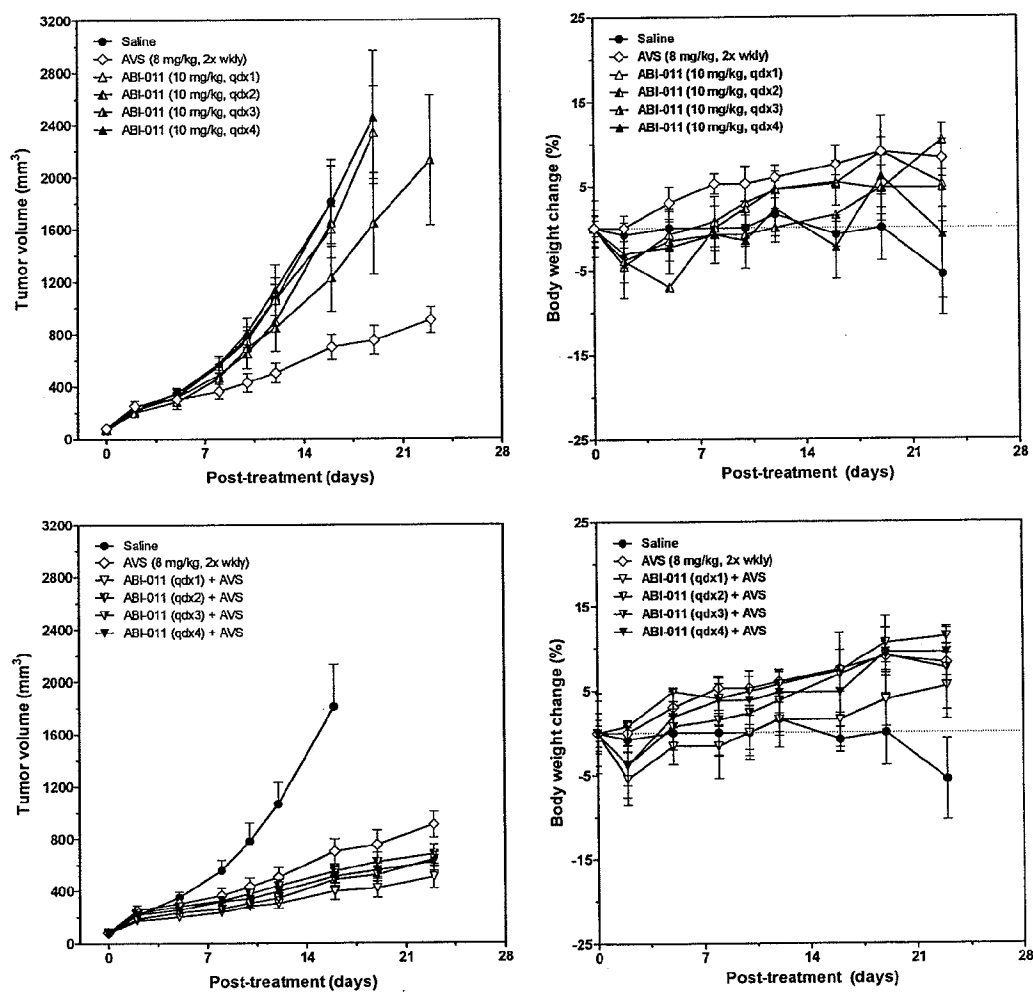 3200
2800
2400
2000
1600
1200
800
400
0
Tumor volume (mm3)
Saline
AVS (8 mg/kg, 2x wkly)
ABI-011 (10 mg/kg, qdx1)
ABI-011 (10 mg/kg, qdx2)
ABI-011 (10 mg/kg, qdx3)
ABI-011 (10 mg/kg, qdx4)
0 7 14 21 28
Post-treatment (days)
25
15
5
-5
-15
-25
Body weight change (%)
Saline
AVS (8 mg/kg, 2x wkly)
ABI-011 (10 mg/kg, qdx1)
ABI-011 (10 mg/kg, qdx2)
ABI-011 (10 mg/kg, qdx3)
ABI-011 (10 mg/kg, qdx4)
0 7 14 21 28
Post-treatment (days)
3200
2800
2400
2000
1600
1200
800
400
0
Tumor volume (mm3)
Saline
AVS (8 mg/kg, 2x wkly)
ABI-011 (qdx1) + AVS
ABI-011 (qdx2) + AVS
ABI-011 (qdx3) + AVS
ABI-011 (qdx4) + AVS
0 7 14 21 28
Post-treatment (days)
25
15
5
-5
-15
-25
Body weight change (%)
Saline
AVS (8 mg/kg, 2x wkly)
ABI-011 (qdx1) + AVS
ABI-011 (qdx2) + AVS
ABI-011 (qdx3) + AVS
ABI-011 (qdx4) + AVS
0 7 14 21 28
Post-treatment (days)